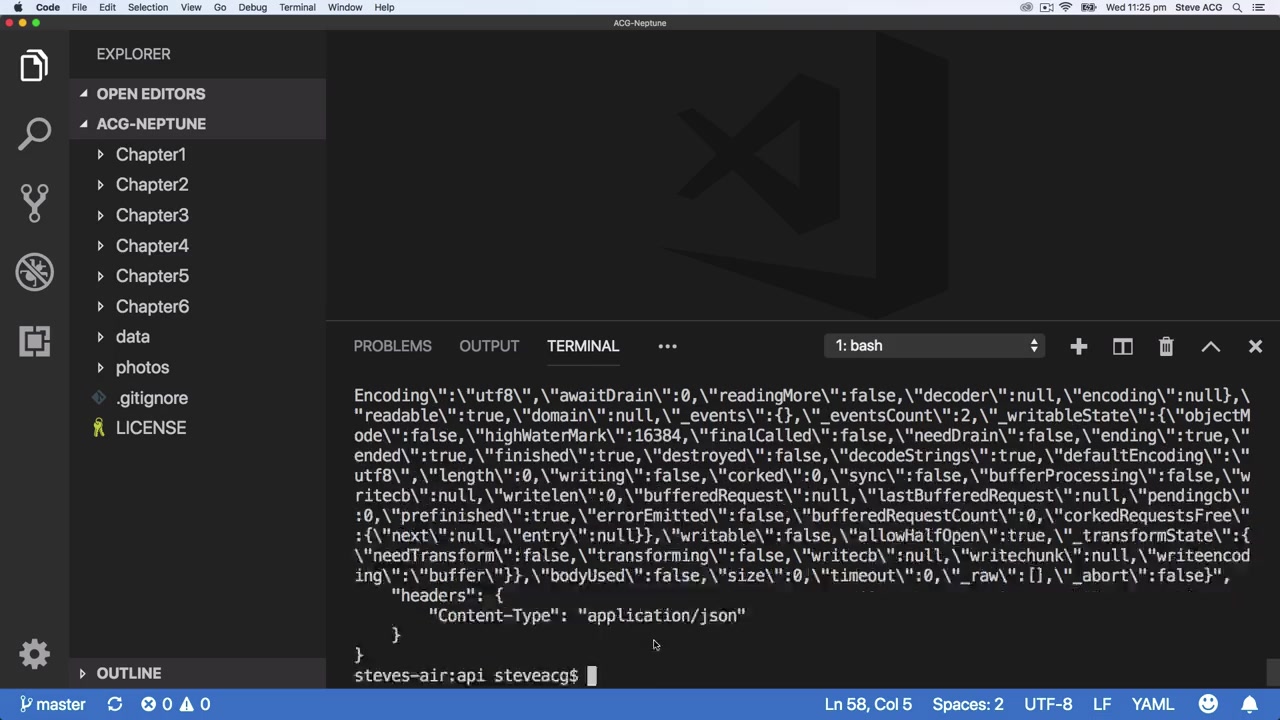 Code File Edit Selection View Go Debug Terminal Window Help Wed 11:25 pm Steve ACG
ACG-Neptune
EXPLORER
OPEN EDITORS
ACG-NEPTUNE
Chapter1
Chapter2
Chapter3
Chapter4
Chapter5
Chapter6
data
photos
.gitignore
LICENSE
OUTLINE
PROBLEMS OUTPUT TERMINAL ••• 1: bash
Encoding\":\"utf8\",\"awaitDrain\":0,\"readingMore\":false,\"decoder\":null,\"encoding\":null},\
"readable\":true,\"domain\":null,\"_events\":{},\"_eventsCount\":2,\"_writableState\":{\"objectM
ode\":false,\"highWaterMark\":16384,\"finalCalled\":false,\"needDrain\":false,\"ending\":true,\"
ended\":true,\"finished\":true,\"destroyed\":false,\"decodeStrings\":true,\"defaultEncoding\":\"
utf8\",\"length\":0,\"writing\":false,\"corked\":0,\"sync\":false,\"bufferProcessing\":false,\"w
ritecb\":null,\"writelen\":0,\"bufferedRequest\":null,\"lastBufferedRequest\":null,\"pendingcb\"
:0,\"prefinished\":true,\"errorEmitted\":false,\"bufferedRequestCount\":0,\"corkedRequestsFree\"
:{\"next\":null,\"entry\":null}},\"writable\":false,\"allowHalfOpen\":true,\"_transformState\":{
\"needTransform\":false,\"transforming\":false,\"writecb\":null,\"writechunk\":null,\"writeencod
ing\":\"buffer\"}},\"bodyUsed\":false,\"size\":0,\"timeout\":0,\"_raw\":[],\"_abort\":false}",
"headers": {
"Content-Type": "application/json"
}
}
steves-air:api steveacg$
master 0 0 Ln 58, Col 5 Spaces: 2 UTF-8 LF YAML